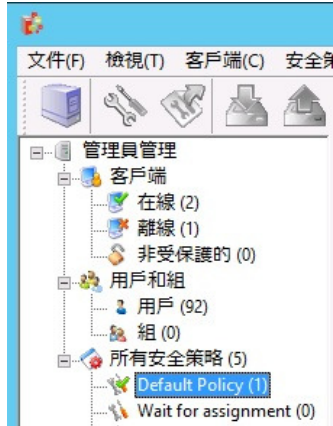 文件(F) 檢視(T) 客戶端(C) 安全
管理員管理
客戶端
在線 (2)
離線 (1)
非受保護的 (0)
用戶和組
用戶 (92)
組 (0)
所有安全策略 (5)
Default Policy (1)
Wait for assignment (0)